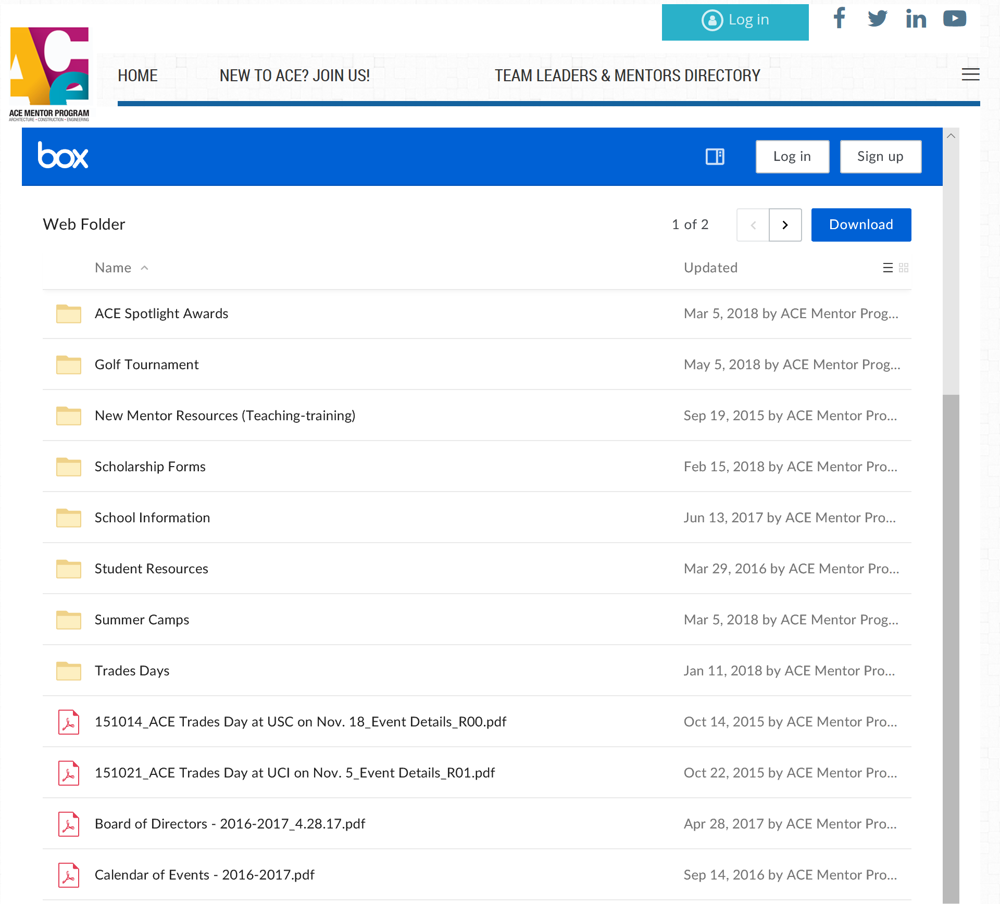 Log in
ACe
ACE MENTOR PROGRAM
ARCHITECTURE • CONSTRUCTION • ENGINEERING
HOME
NEW TO ACE? JOIN US!
TEAM LEADERS & MENTORS DIRECTORY
box
Log in
Sign up
Web Folder
1 of 2
Download
Name
Updated
ACE Spotlight Awards
Mar 5, 2018 by ACE Mentor Prog...
Golf Tournament
May 5, 2018 by ACE Mentor Prog...
New Mentor Resources (Teaching-training)
Sep 19, 2015 by ACE Mentor Pro...
Scholarship Forms
Feb 15, 2018 by ACE Mentor Pro...
School Information
Jun 13, 2017 by ACE Mentor Pro...
Student Resources
Mar 29, 2016 by ACE Mentor Pro...
Summer Camps
Mar 5, 2018 by ACE Mentor Prog...
Trades Days
Jan 11, 2018 by ACE Mentor Pro...
151014_ACE Trades Day at USC on Nov. 18_Event Details_R00.pdf
Oct 14, 2015 by ACE Mentor Pro...
151021_ACE Trades Day at UCI on Nov. 5_Event Details_R01.pdf
Oct 22, 2015 by ACE Mentor Pro...
Board of Directors - 2016-2017_4.28.17.pdf
Apr 28, 2017 by ACE Mentor Pro...
Calendar of Events - 2016-2017.pdf
Sep 14, 2016 by ACE Mentor Pro...